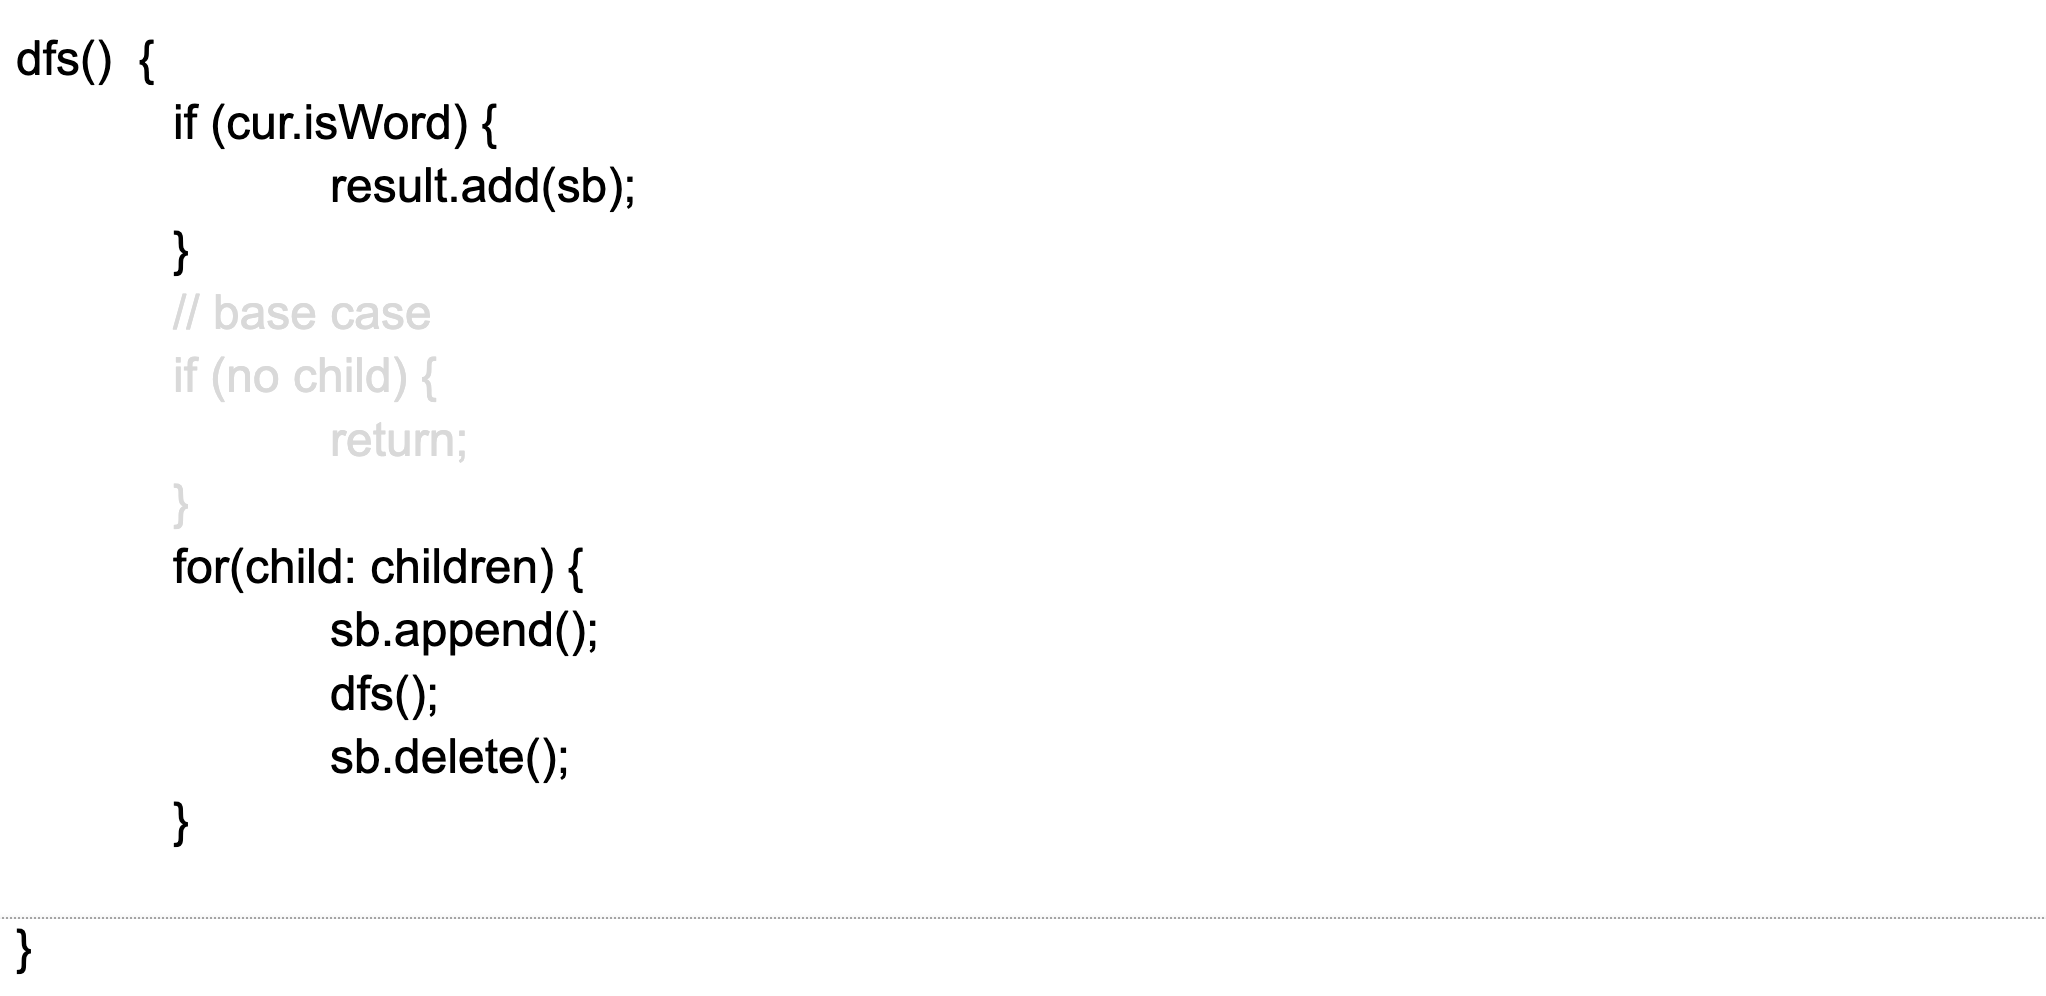 dfs()  {
if (cur.isWord) {
result.add(sb);
}
// base case
if (no child) {
return;
}
for(child: children) {
sb.append();
dfs();
sb.delete();
}
}